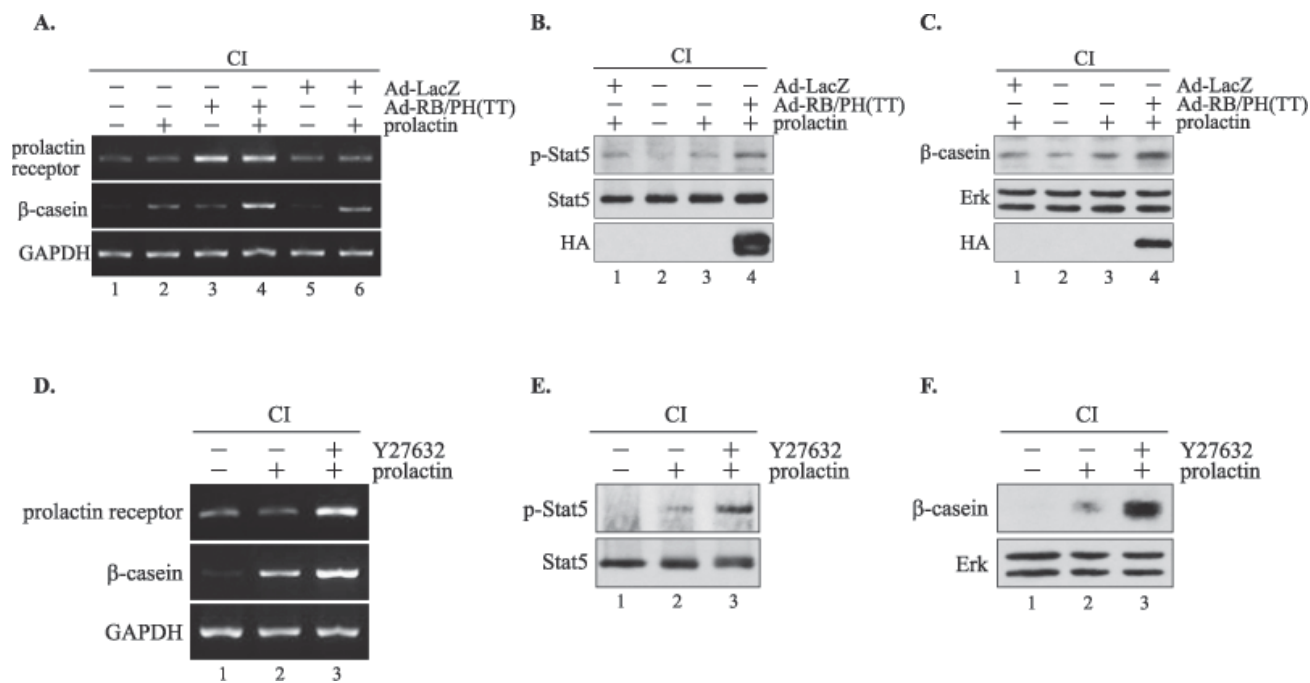 A.
CI
– – – – + + Ad-LacZ
– – + + – – Ad-RB/PH(TT)
– + – + – + prolactin
prolactin
receptor
β-casein
GAPDH
1 2 3 4 5 6
B.
CI
+ – – – Ad-LacZ
– – – + Ad-RB/PH(TT)
+ – + + prolactin
p-Stat5
Stat5
HA
1 2 3 4
C.
CI
+ – – – Ad-LacZ
– – – + Ad-RB/PH(TT)
+ – + + prolactin
β-casein
Erk
HA
1 2 3 4
D.
CI
– – + Y27632
– + + prolactin
prolactin receptor
β-casein
GAPDH
1 2 3
E.
CI
– – + Y27632
– + + prolactin
p-Stat5
Stat5
1 2 3
F.
CI
– – + Y27632
– + + prolactin
β-casein
Erk
1 2 3